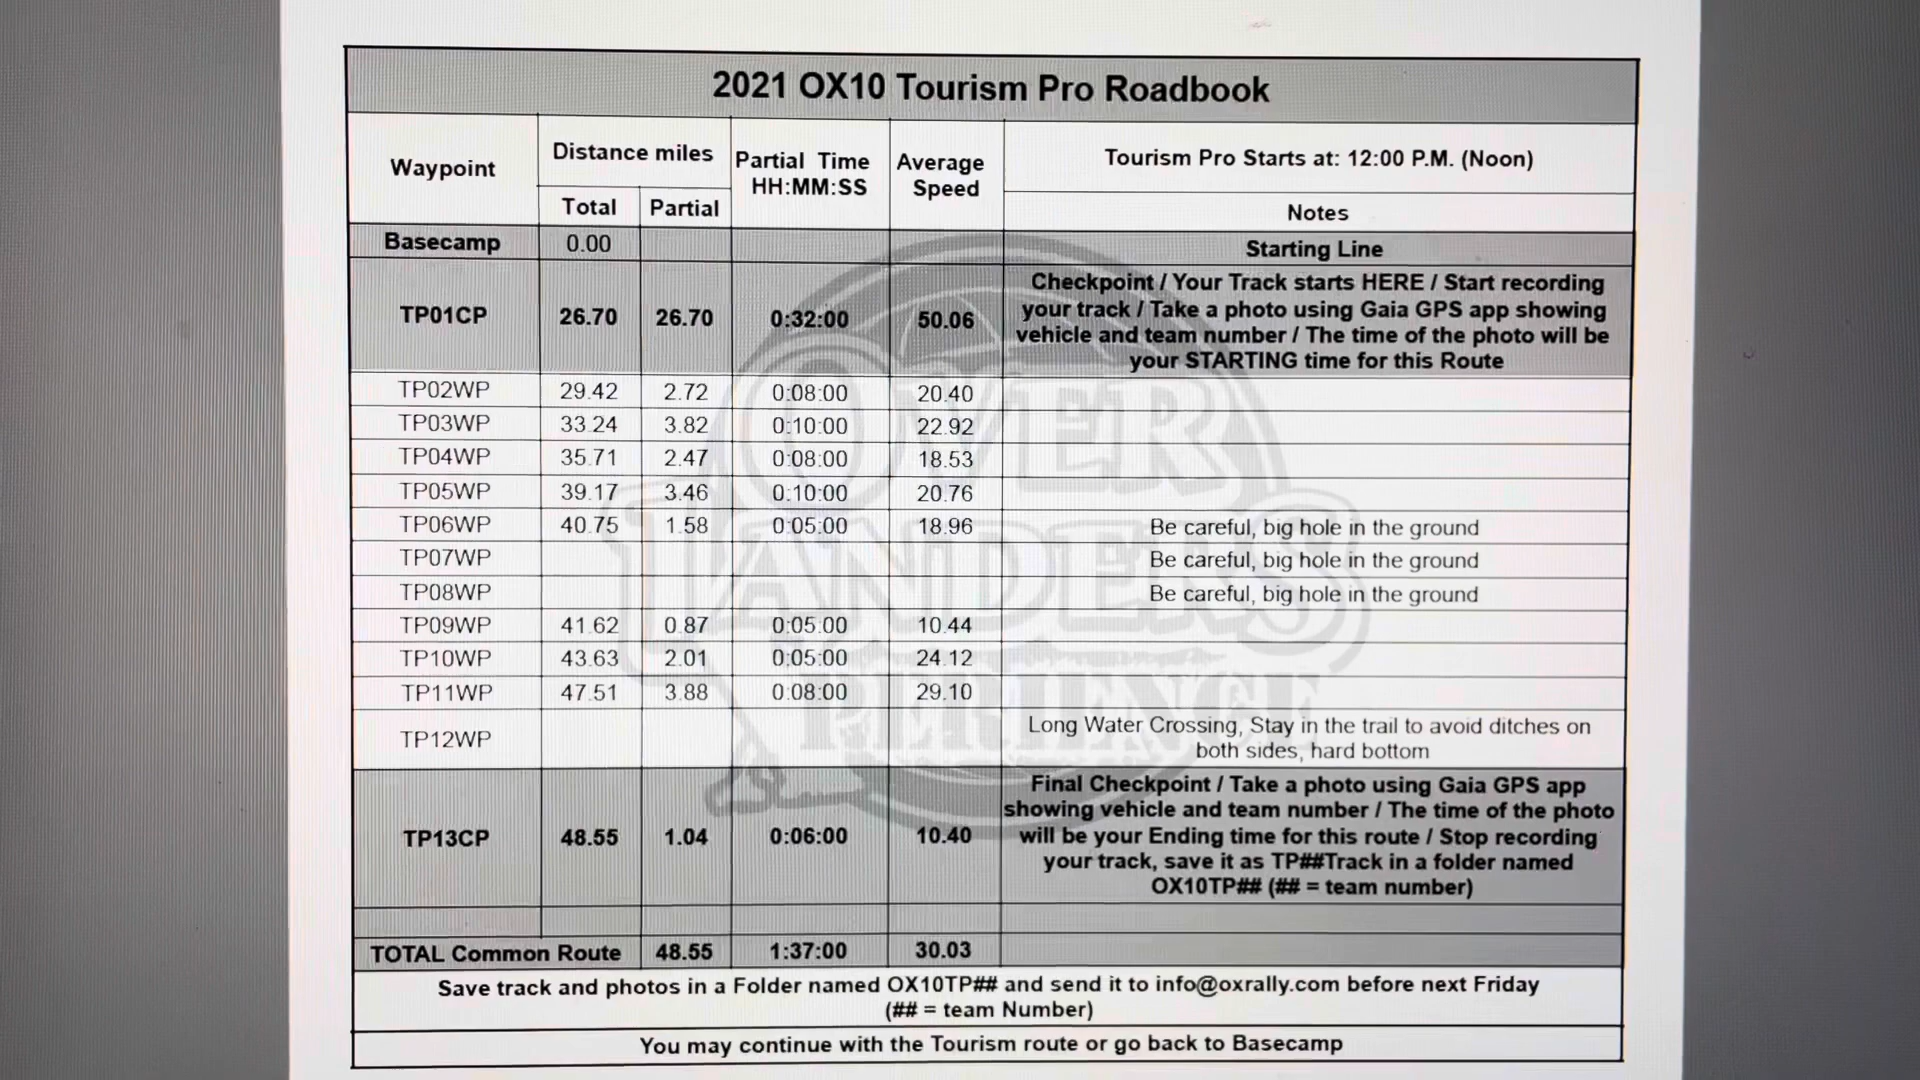 2021 OX10 Tourism Pro Roadbook
Waypoint Distance miles Partial Time HH:MM:SS Average Speed Tourism Pro Starts at: 12:00 P.M. (Noon)
Total Partial Notes
Basecamp 0.00 Starting Line
TP01CP 26.70 26.70 0:32:00 50.06 Checkpoint / Your Track starts HERE / Start recording
your track / Take a photo using Gaia GPS app showing
vehicle and team number / The time of the photo will be
your STARTING time for this Route
TP02WP 29.42 2.72 0:08:00 20.40
TP03WP 33.24 3.82 0:10:00 22.92
TP04WP 35.71 2.47 0:08:00 18.53
TP05WP 39.17 3.46 0:10:00 20.76
TP06WP 40.75 1.58 0:05:00 18.96 Be careful, big hole in the ground
TP07WP Be careful, big hole in the ground
TP08WP Be careful, big hole in the ground
TP09WP 41.62 0.87 0:05:00 10.44
TP10WP 43.63 2.01 0:05:00 24.12
TP11WP 47.51 3.88 0:08:00 29.10
TP12WP Long Water Crossing, Stay in the trail to avoid ditches on
both sides, hard bottom
TP13CP 48.55 1.04 0:06:00 10.40 Final Checkpoint / Take a photo using Gaia GPS app
showing vehicle and team number / The time of the photo
will be your Ending time for this route / Stop recording
your track, save it as TP##Track in a folder named
OX10TP## (## = team number)
TOTAL Common Route 48.55 1:37:00 30.03
Save track and photos in a Folder named OX10TP## and send it to info@oxrally.com before next Friday
(## = team Number)
You may continue with the Tourism route or go back to Basecamp
OVER
LANDERS
PERIENCE